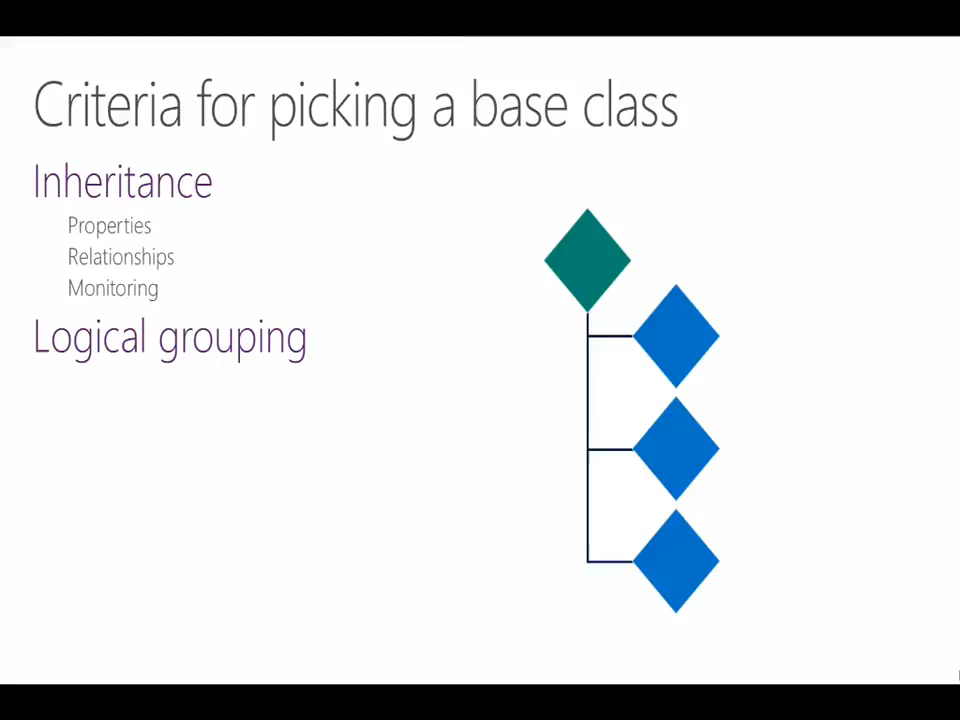 Criteria for picking a base class
Inheritance
Properties
Relationships
Monitoring
Logical grouping